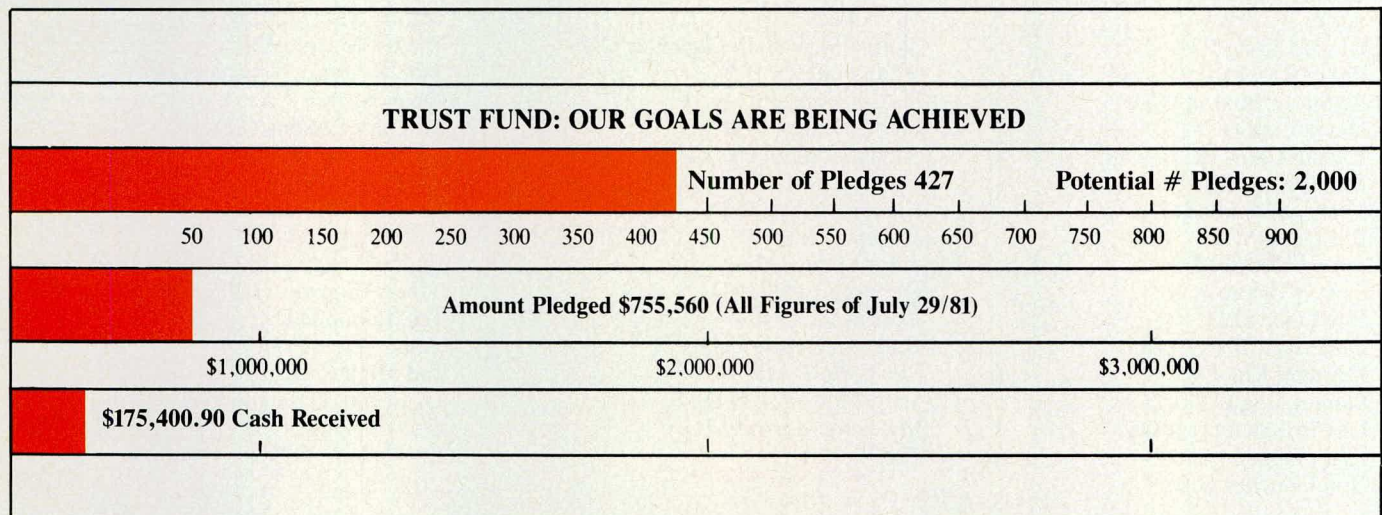 TRUST FUND: OUR GOALS ARE BEING ACHIEVED
Number of Pledges 427 Potential # Pledges: 2,000
50 100 150 200 250 300 350 400 450 500 550 600 650 700 750 800 850 900
Amount Pledged $755,560 (All Figures of July 29/81)
$1,000,000 $2,000,000 $3,000,000
$175,400.90 Cash Received